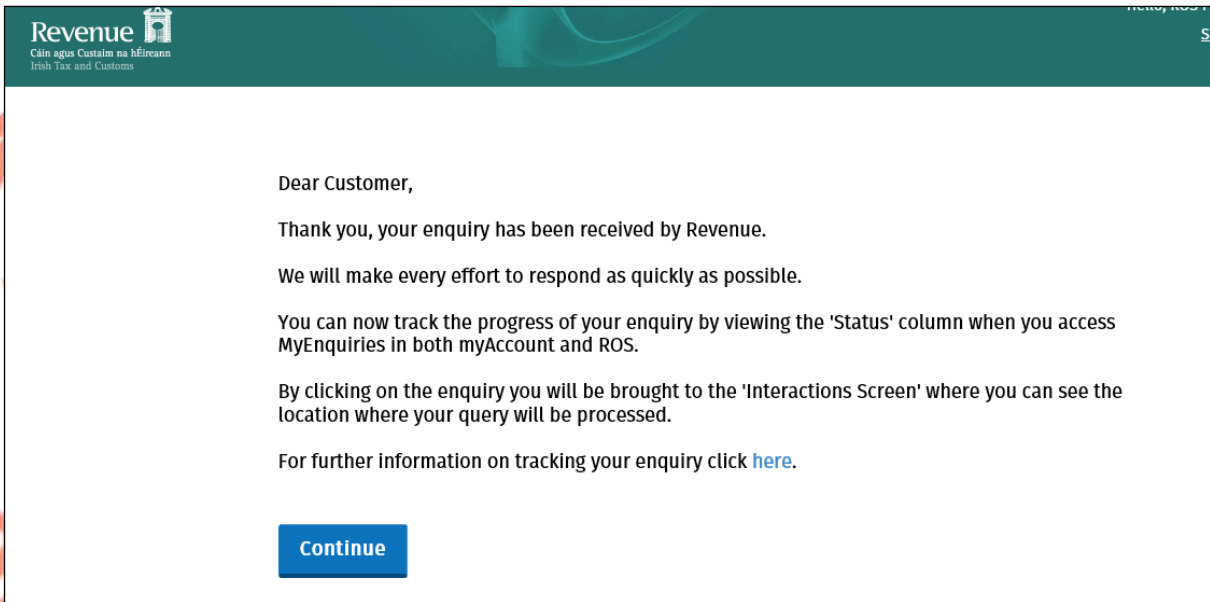 Revenue
Cáin agus Custaim na hÉireann
Irish Tax and Customs
Dear Customer,
Thank you, your enquiry has been received by Revenue.
We will make every effort to respond as quickly as possible.
You can now track the progress of your enquiry by viewing the 'Status' column when you access
MyEnquiries in both myAccount and ROS.
By clicking on the enquiry you will be brought to the 'Interactions Screen' where you can see the
location where your query will be processed.
For further information on tracking your enquiry click here.
Continue